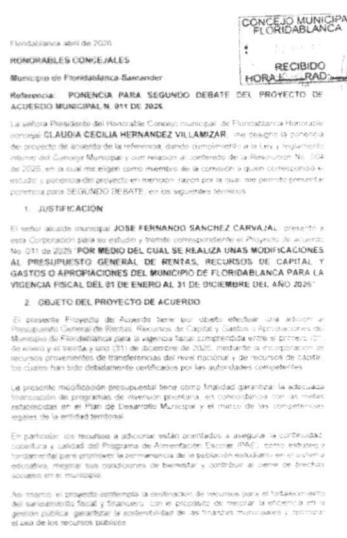 CONCEJO MUNICIPAL
FLORIDABLANCA
RECIBIDO
HORA: RAD:
Floridablanca abril de 2026
HONORABLES CONCEJALES
Municipio de Floridablanca-Santander
Referencia: PONENCIA PARA SEGUNDO DEBATE DEL PROYECTO DE
ACUERDO MUNICIPAL N. 011 DE 2026.
La señora Presidenta del Honorable Concejo municipal de Floridablanca Honorable
concejal CLAUDIA CECILIA HERNANDEZ VILLAMIZAR, me designo la ponencia
del proyecto de acuerdo de la referencia, dando cumplimiento a la Ley y reglamento
interno del Concejo Municipal y con relación al contenido de la Resolución No. 004
de 2026, en la cual me eligen como miembro de la comisión a quien correspondió el
estudio y ponencia del proyecto en mención, razón por la cual me permito presentar
ponencia para SEGUNDO DEBATE, en los siguientes términos
1. JUSTIFICACIÓN
El señor alcalde municipal JOSE FERNANDO SANCHEZ CARVAJAL, presente a
esta Corporación para su estudio y tramite correspondiente el Proyecto de acuerdo
No. 011 de 2026 "POR MEDIO DEL CUAL SE REALIZA UNAS MODIFICACIONES
AL PRESUPUESTO GENERAL DE RENTAS, RECURSOS DE CAPITAL Y
GASTOS O APROPIACIONES DEL MUNICIPIO DE FLORIDABLANCA PARA LA
VIGENCIA FISCAL DEL 01 DE ENERO AL 31 DE DICIEMBRE DEL AÑO 2026"
2. OBJETO DEL PROYECTO DE ACUERDO
El presente Proyecto de Acuerdo tiene por objeto efectuar una adición al
Presupuesto General de Rentas, Recursos de Capital y Gastos o Apropiaciones del
Municipio de Floridablanca para la vigencia fiscal comprendida entre el primero (01)
de enero y el treinta y uno (31) de diciembre de 2026, mediante la incorporación de
recursos provenientes de transferencias del nivel nacional y de recursos de capital,
los cuales han sido debidamente certificados por las autoridades competentes.
La presente modificación presupuestal tiene como finalidad garantizar la adecuada
financiación de programas de inversión prioritaria, en concordancia con las metas
establecidas en el Plan de Desarrollo Municipal y el marco de las competencias
legales de la entidad territorial.
En particular, los recursos a adicionar están orientados a asegurar la continuidad,
cobertura y calidad del Programa de Alimentación Escolar (PAE), como estrategia
fundamental para promover la permanencia de la población estudiantil en el sistema
educativo, mejorar sus condiciones de bienestar y contribuir al cierre de brechas
sociales en el municipio.
Así mismo, el proyecto contempla la destinación de recursos para el fortalecimiento
del saneamiento fiscal y financiero, con el propósito de mejorar la eficiencia en la
gestión pública, garantizar la sostenibilidad de las finanzas municipales y optimizar
el uso de los recursos públicos.